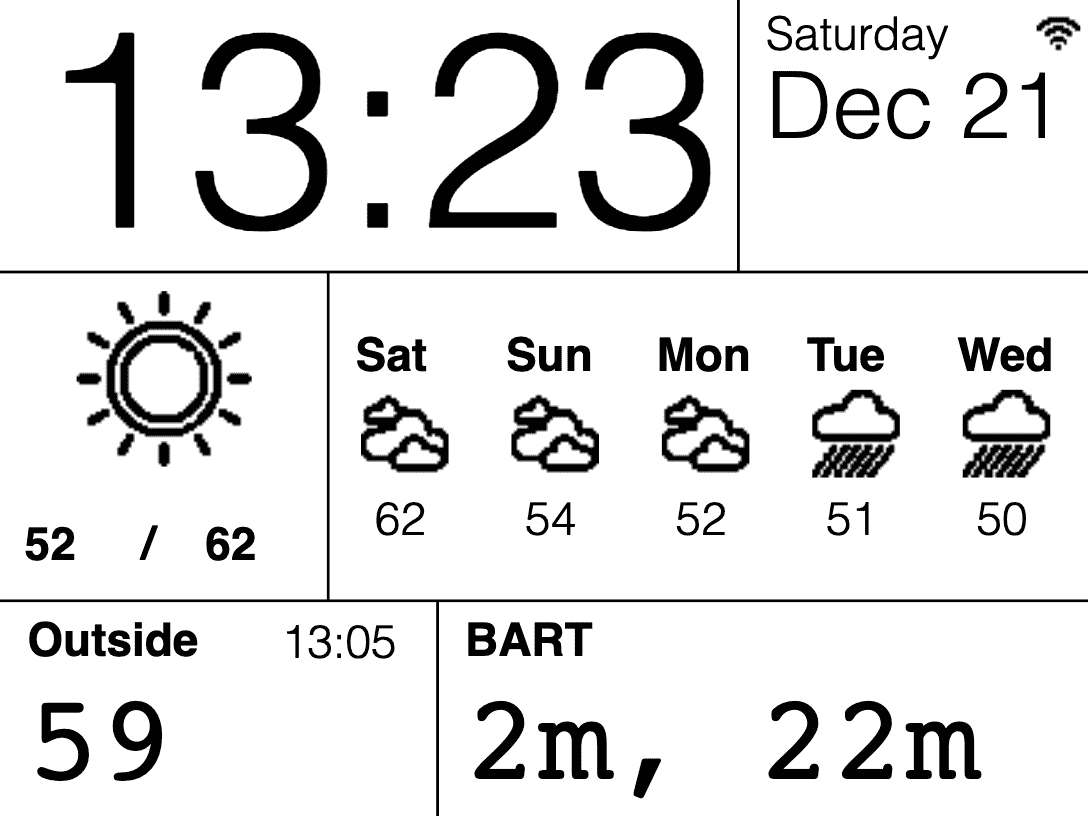 13:23
Saturday
Dec 21
52 / 62
Sat Sun Mon Tue Wed
62 54 52 51 50
Outside 13:05
59
BART
2m, 22m